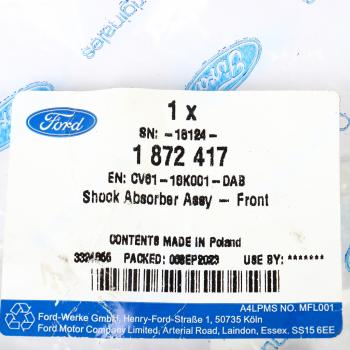 originales
1 x
Ford
SN: -18124-
1 872 417
EN: CV61-18K001-DAB
Shock Absorber Assy - Front
CONTENTS MADE IN Poland
PACKED: 06SEP2023 USE BY: *******
A4LPMS NO. MFL001
Ford-Werke GmbH, Henry-Ford-Straße 1, 50735 Köln
Ford Motor Company Limited, Arterial Road, Laindon, Essex. SS15 6EE